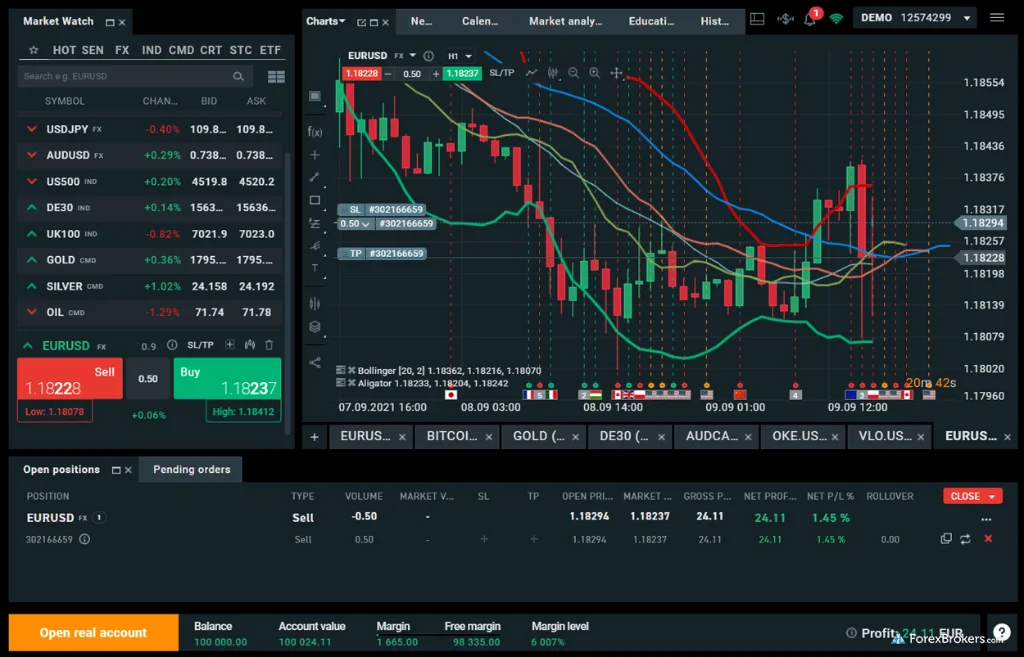 Market Watch
HOT SEN FX IND CMD CRT STC ETF
Search e.g. EURUSD
SYMBOL CHAN... BID ASK
USDJPY FX -0.40% 109.8... 109.8...
AUDUSD FX +0.29% 0.738... 0.738...
US500 IND +0.20% 4519.8 4520.2
DE30 IND +0.14% 1563... 15636...
UK100 IND -0.82% 7021.9 7023.0
GOLD CMD +0.36% 1795.... 1795....
SILVER CMD +1.02% 24.158 24.192
OIL CMD -1.29% 71.74 71.78
EURUSD FX 0.9 SL/TP
Sell 1.18228 0.50 Buy 1.18237
Low: 1.18078 +0.06% High: 1.18412
Charts Ne... Calen... Market analy... Educati... Hist... 1 DEMO 12574299
EURUSD FX H1
1.18228 0.50 1.18237 SL/TP
f(x)
T
SL #302166659
0.50 #302166659
TP #302166659
1.18554
1.18495
1.18436
1.18376
1.18317
1.18294
1.18257
1.18228
1.18198
1.18139
1.18079
1.18020
1.17960
Bollinger [20, 2] 1.18362, 1.18216, 1.18070
Aligator 1.18233, 1.18204, 1.18242
20m 42s
5 2 4 3
07.09.2021 16:00 08.09 03:00 08.09 14:00 09.09 01:00 09.09 12:00
EURUS... BITCOI... GOLD (... DE30 (... AUDCA... OKE.US... VLO.US... EURUS...
Open positions Pending orders
POSITION TYPE VOLUME MARKET V... SL TP OPEN PRI... MARKET ... GROSS P... NET PROF... NET P/L % ROLLOVER CLOSE
EURUSD FX 1 Sell -0.50 - 1.18294 1.18237 24.11 24.11 1.45 % ...
302166659 Sell 0.50 - + + 1.18294 1.18237 24.11 24.11 1.45 % 0.00
Open real account
Balance Account value Margin Free margin Margin level
100 000.00 100 024.11 1 665.00 98 335.00 6 007%
Profit: 24.11 EUR
ForexBrokers.com
?